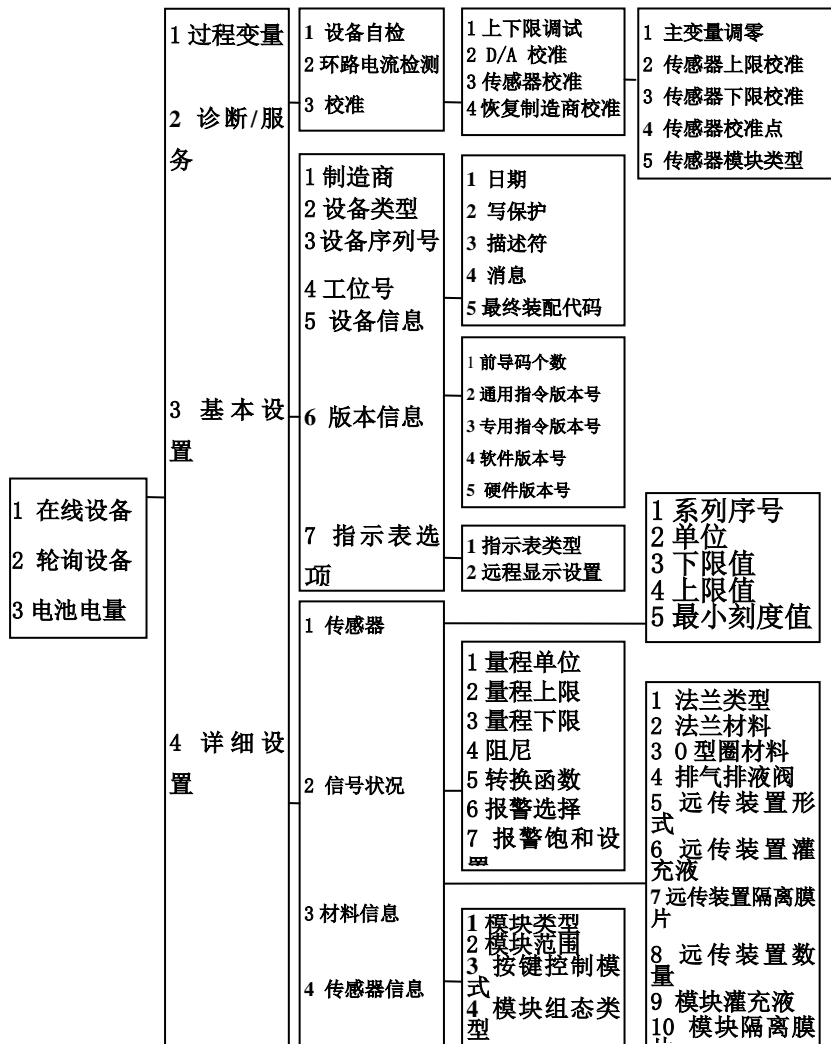 1 过程变量
2 诊断/服
务
3 基本设
置
4 详细设
置
1 设备自检
2 环路电流检测
3 校准
1 上下限调试
2 D/A 校准
3 传感器校准
4 恢复制造商校准
1 主变量调零
2 传感器上限校准
3 传感器下限校准
4 传感器校准点
5 传感器模块类型
1 制造商
2 设备类型
3 设备序列号
4 工位号
5 设备信息
6 版本信息
7 指示表选
项
1 日期
2 写保护
3 描述符
4 消息
5 最终装配代码
1 前导码个数
2 通用指令版本号
3 专用指令版本号
4 软件版本号
5 硬件版本号
1 指示表类型
2 远程显示设置
1 在线设备
2 轮询设备
3 电池电量
1 传感器
2 信号状况
3 材料信息
4 传感器信息
1 系列序号
2 单位
3 下限值
4 上限值
5 最小刻度值
1 量程单位
2 量程上限
3 量程下限
4 阻尼
5 转换函数
6 报警选择
7 报警饱和设
1 法兰类型
2 法兰材料
3 O 型圈材料
4 排气排液阀
5 远传装置形
式
6 远传装置灌
充液
7 远传装置隔离膜
片
8 远传装置数
量
9 模块灌充液
10 模块隔离膜
1 模块类型
2 模块范围
3 按键控制模
式
4 模块组态类
型